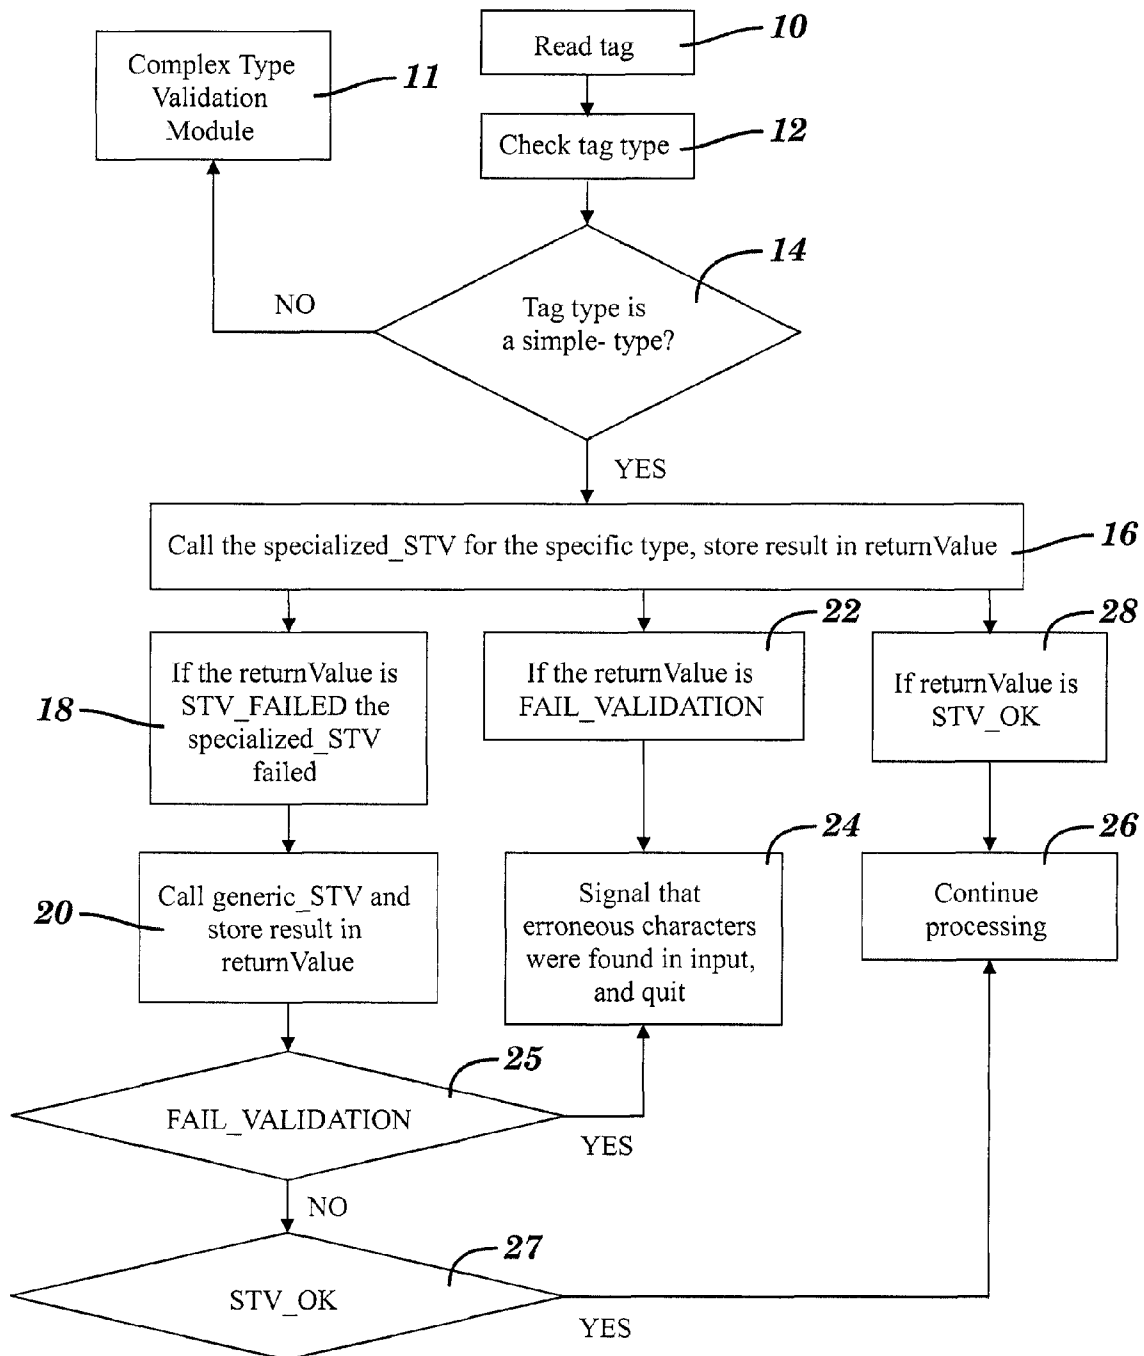 Read tag
10
Complex Type
Validation
Module
11
Check tag type
12
14
Tag type is
a simple- type?
NO
YES
Call the specialized_STV for the specific type, store result in returnValue
16
18
If the returnValue is
STV_FAILED the
specialized_STV
failed
22
If the returnValue is
FAIL_VALIDATION
28
If returnValue is
STV_OK
20
Call generic_STV and
store result in
returnValue
24
Signal that
erroneous characters
were found in input,
and quit
26
Continue
processing
25
FAIL_VALIDATION
YES
NO
27
STV_OK
YES